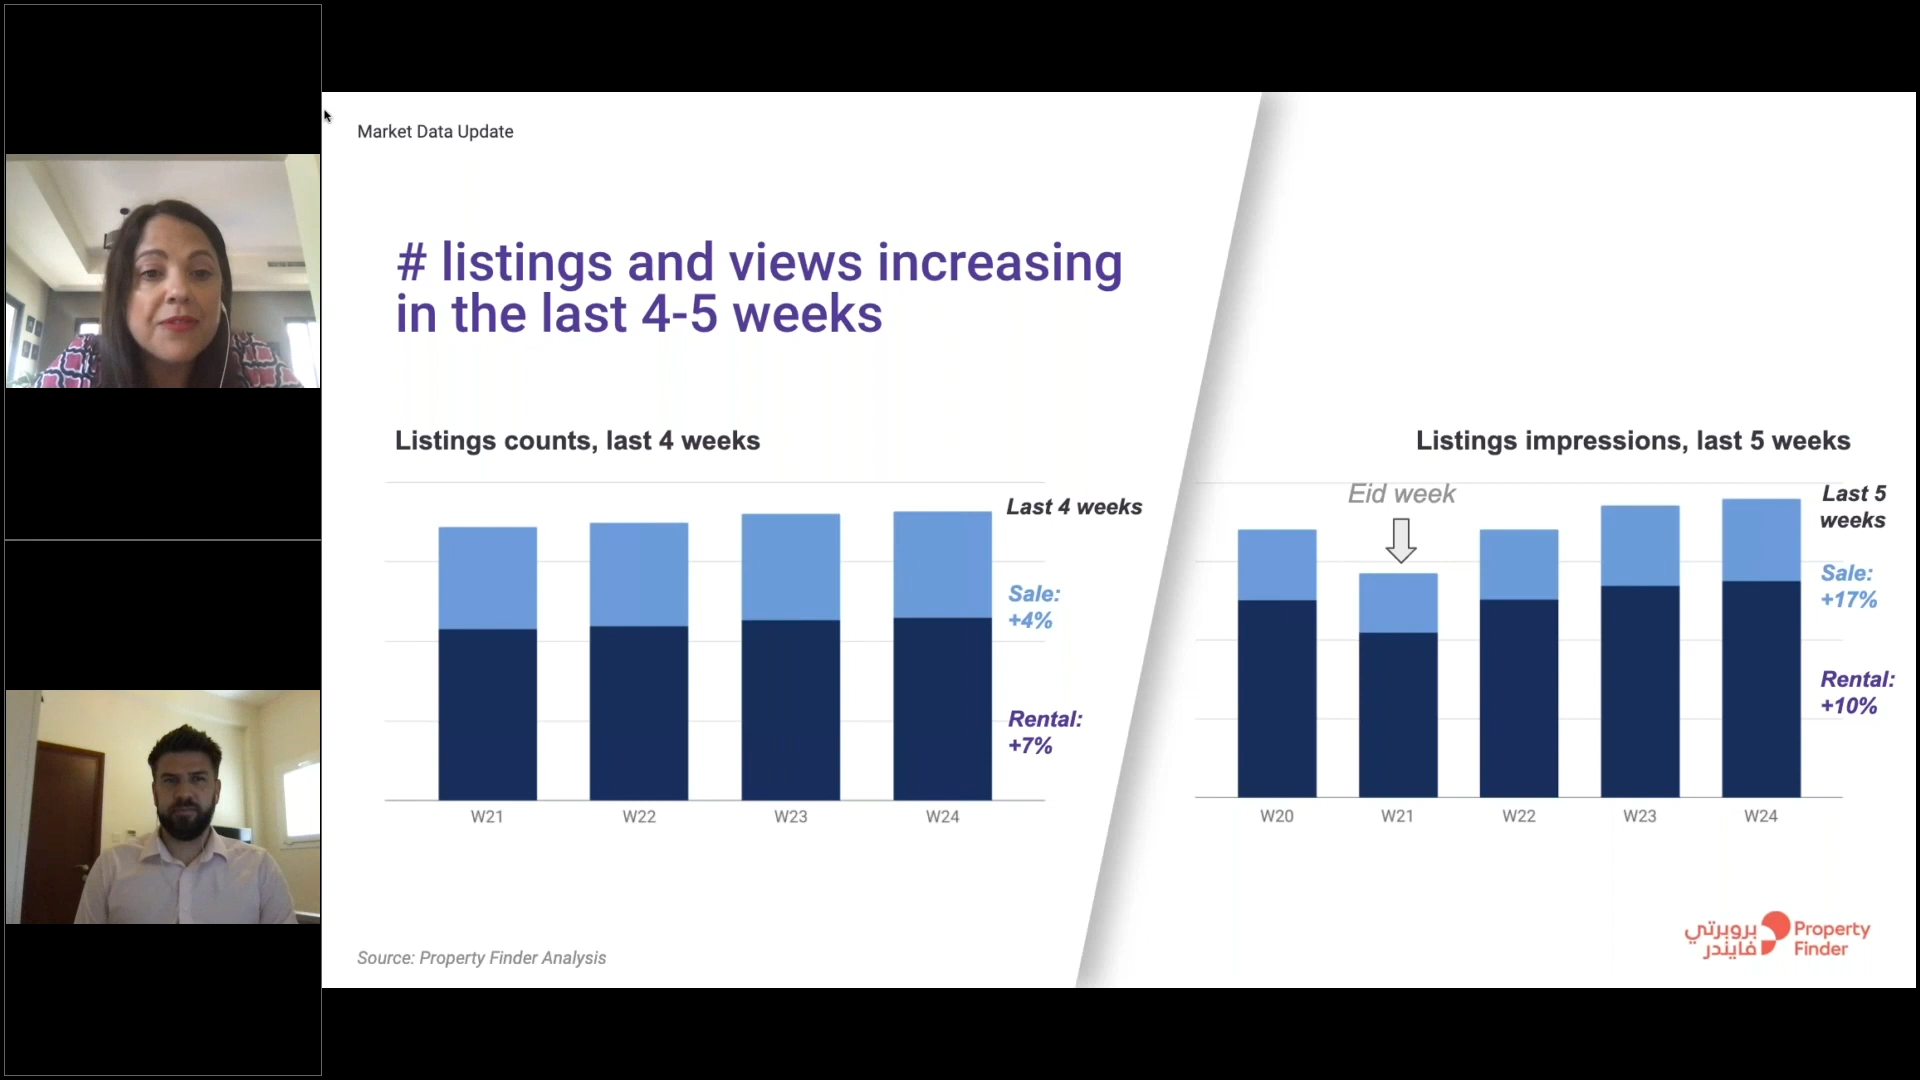 Market Data Update
# listings and views increasing
in the last 4-5 weeks
Listings counts, last 4 weeks
Last 4 weeks
Sale:
+4%
Rental:
+7%
W21
W22
W23
W24
Listings impressions, last 5 weeks
Eid week
Last 5
weeks
Sale:
+17%
Rental:
+10%
W20
W21
W22
W23
W24
Source: Property Finder Analysis
بروبرتي
فايندر
Property
Finder